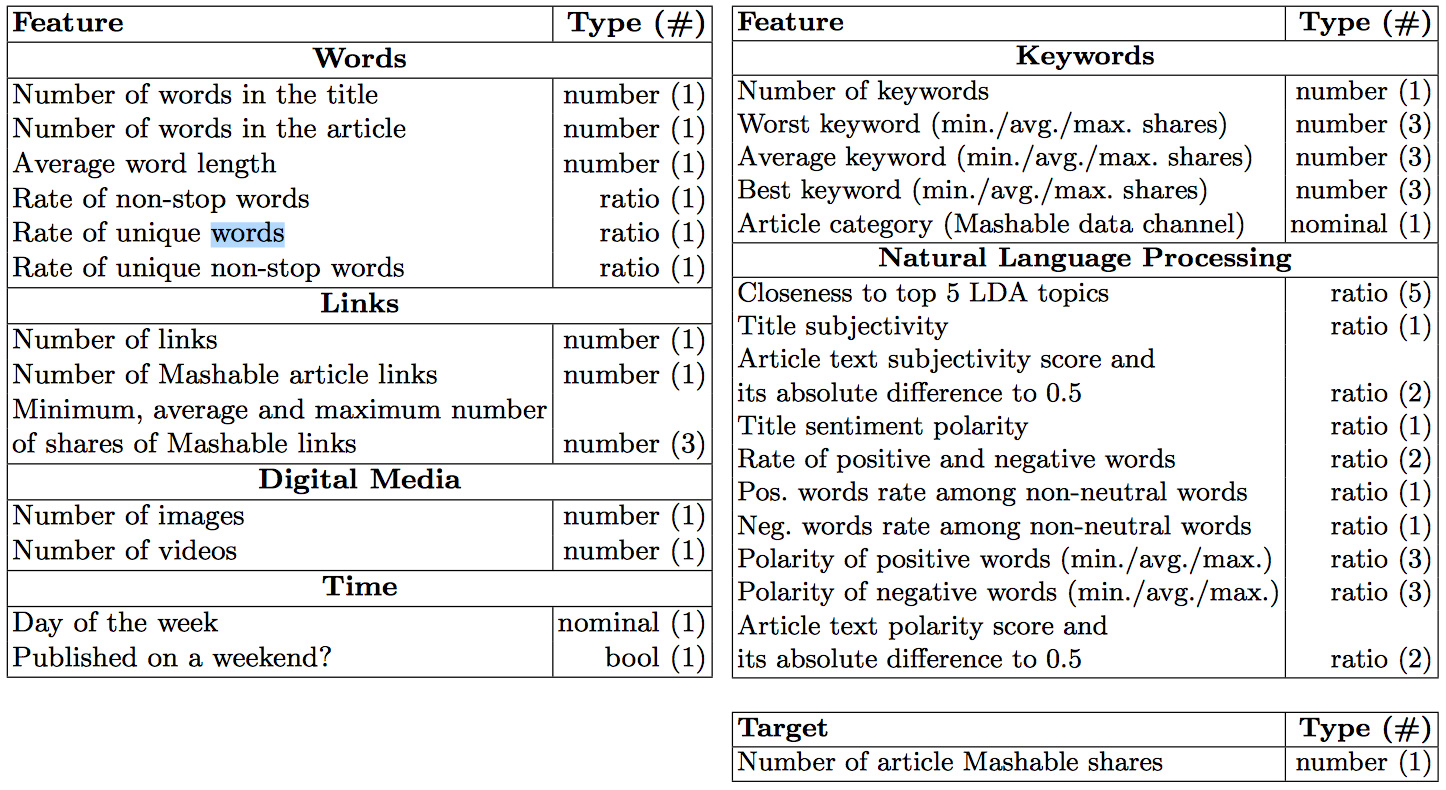 Feature Type (#)
Words
Number of words in the title number (1)
Number of words in the article number (1)
Average word length number (1)
Rate of non-stop words ratio (1)
Rate of unique words ratio (1)
Rate of unique non-stop words ratio (1)
Links
Number of links number (1)
Number of Mashable article links number (1)
Minimum, average and maximum number
of shares of Mashable links number (3)
Digital Media
Number of images number (1)
Number of videos number (1)
Time
Day of the week nominal (1)
Published on a weekend? bool (1)
Feature Type (#)
Keywords
Number of keywords number (1)
Worst keyword (min./avg./max. shares) number (3)
Average keyword (min./avg./max. shares) number (3)
Best keyword (min./avg./max. shares) number (3)
Article category (Mashable data channel) nominal (1)
Natural Language Processing
Closeness to top 5 LDA topics ratio (5)
Title subjectivity ratio (1)
Article text subjectivity score and
its absolute difference to 0.5 ratio (2)
Title sentiment polarity ratio (1)
Rate of positive and negative words ratio (2)
Pos. words rate among non-neutral words ratio (1)
Neg. words rate among non-neutral words ratio (1)
Polarity of positive words (min./avg./max.) ratio (3)
Polarity of negative words (min./avg./max.) ratio (3)
Article text polarity score and
its absolute difference to 0.5 ratio (2)
Target Type (#)
Number of article Mashable shares number (1)